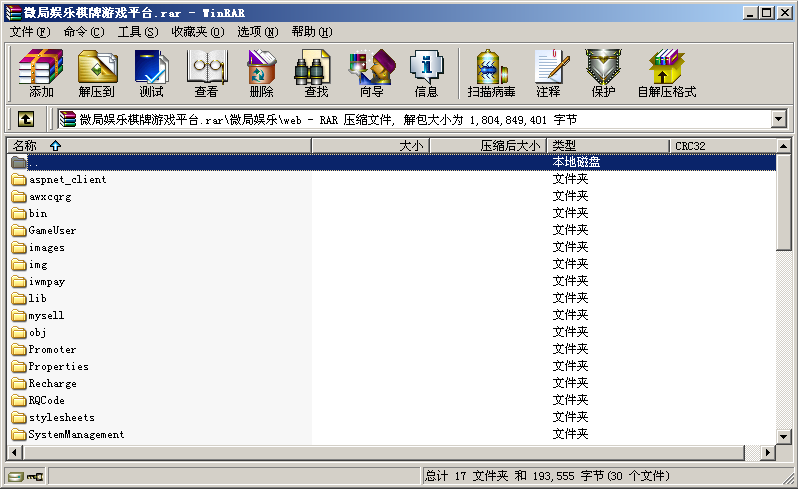 微局娱乐棋牌游戏平台.rar - WinRAR
文件(F) 命令(C) 工具(S) 收藏夹(O) 选项(N) 帮助(H)
添加 解压到 测试 查看 删除 查找 向导 信息 扫描病毒 注释 保护 自解压格式
微局娱乐棋牌游戏平台.rar\微局娱乐\web - RAR 压缩文件, 解包大小为 1,804,849,401 字节
名称 大小 压缩后大小 类型 CRC32
.. 本地磁盘
aspnet_client 文件夹
awxcqrg 文件夹
bin 文件夹
GameUser 文件夹
images 文件夹
img 文件夹
iwmpay 文件夹
lib 文件夹
mysell 文件夹
obj 文件夹
Promoter 文件夹
Properties 文件夹
Recharge 文件夹
RQCode 文件夹
stylesheets 文件夹
SystemManagement 文件夹
总计 17 文件夹 和 193,555 字节(30 个文件)